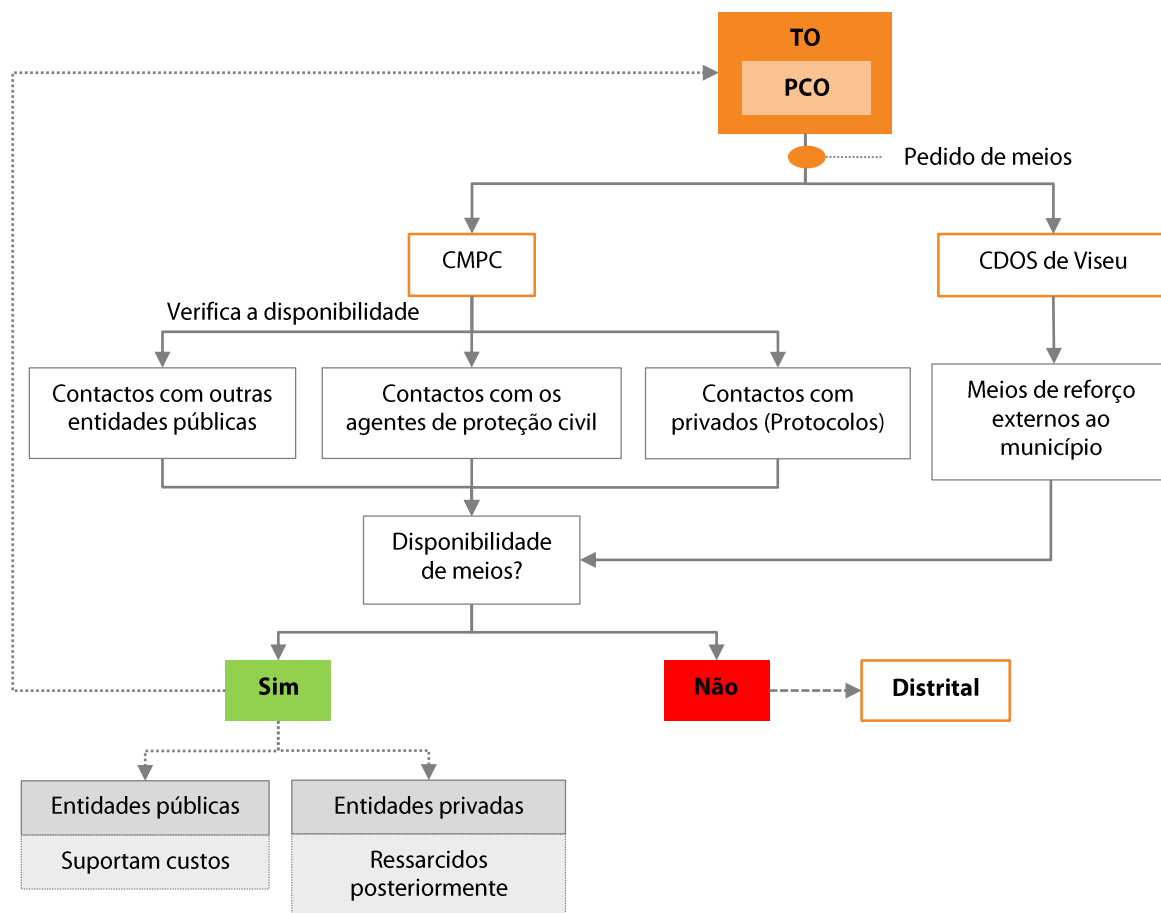 TO
PCO
Pedido de meios
CMPC
CDOS de Viseu
Verifica a disponibilidade
Contactos com outras
entidades públicas
Contactos com os
agentes de proteção civil
Contactos com
privados (Protocolos)
Meios de reforço
externos ao
município
Disponibilidade
de meios?
Sim
Não
Distrital
Entidades públicas
Suportam custos
Entidades privadas
Ressarcidos
posteriormente